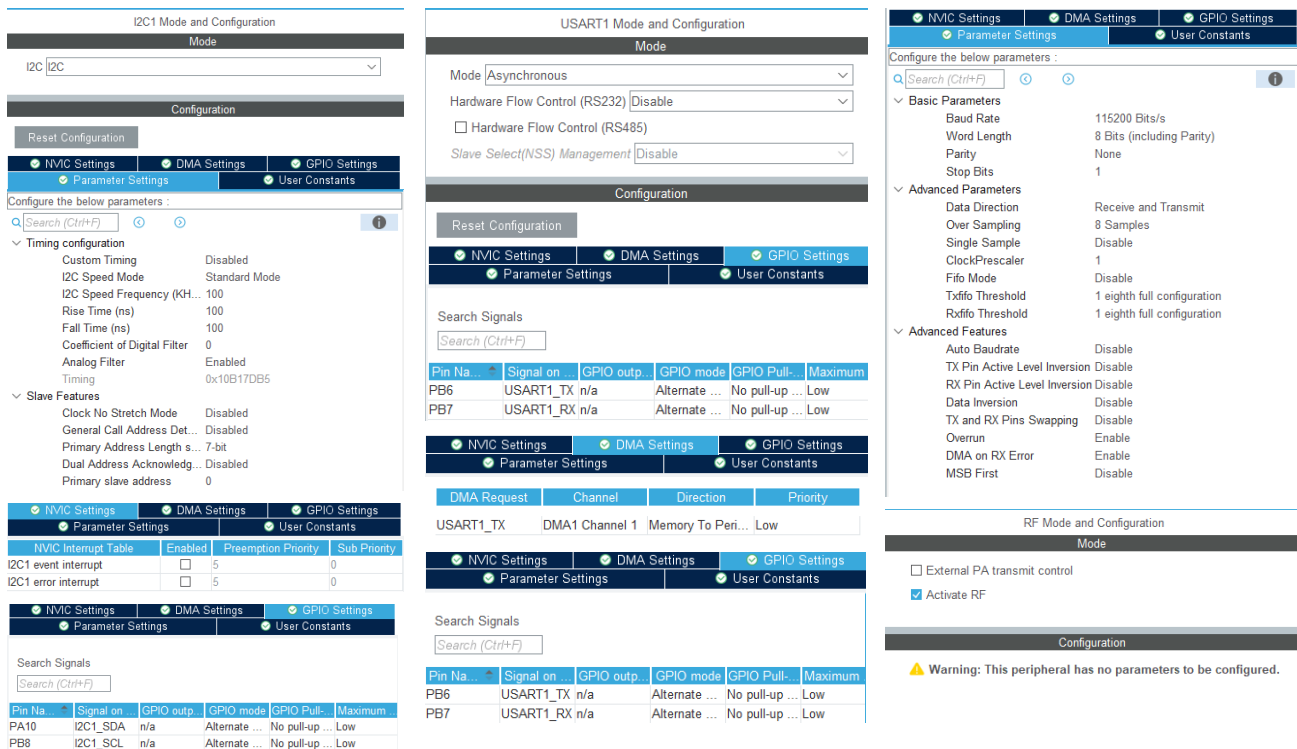 I2C1 Mode and Configuration
Mode
I2C I2C
Configuration
Reset Configuration
NVIC Settings DMA Settings GPIO Settings
Parameter Settings User Constants
Configure the below parameters :
Search (Ctrl+F)
Timing configuration
Custom Timing Disabled
I2C Speed Mode Standard Mode
I2C Speed Frequency (KH... 100
Rise Time (ns) 100
Fall Time (ns) 100
Coefficient of Digital Filter 0
Analog Filter Enabled
Timing 0x10B17DB5
Slave Features
Clock No Stretch Mode Disabled
General Call Address Det... Disabled
Primary Address Length s... 7-bit
Dual Address Acknowledg... Disabled
Primary slave address 0
NVIC Settings DMA Settings GPIO Settings
Parameter Settings User Constants
NVIC Interrupt Table Enabled Preemption Priority Sub Priority
I2C1 event interrupt 5 0
I2C1 error interrupt 5 0
NVIC Settings DMA Settings GPIO Settings
Parameter Settings User Constants
Search Signals
Search (Ctrl+F)
Pin Na... Signal on ... GPIO outp... GPIO mode GPIO Pull-... Maximum ...
PA10 I2C1_SDA n/a Alternate ... No pull-up ... Low
PB8 I2C1_SCL n/a Alternate ... No pull-up ... Low
USART1 Mode and Configuration
Mode
Mode Asynchronous
Hardware Flow Control (RS232) Disable
Hardware Flow Control (RS485)
Slave Select(NSS) Management Disable
Configuration
Reset Configuration
NVIC Settings DMA Settings GPIO Settings
Parameter Settings User Constants
Search Signals
Search (Ctrl+F)
Pin Na... Signal on ... GPIO outp... GPIO mode GPIO Pull-... Maximum
PB6 USART1_TX n/a Alternate ... No pull-up ... Low
PB7 USART1_RX n/a Alternate ... No pull-up ... Low
NVIC Settings DMA Settings GPIO Settings
Parameter Settings User Constants
DMA Request Channel Direction Priority
USART1_TX DMA1 Channel 1 Memory To Peri... Low
NVIC Settings DMA Settings GPIO Settings
Parameter Settings User Constants
Search Signals
Search (Ctrl+F)
Pin Na... Signal on ... GPIO outp... GPIO mode GPIO Pull-... Maximum
PB6 USART1_TX n/a Alternate ... No pull-up ... Low
PB7 USART1_RX n/a Alternate ... No pull-up ... Low
NVIC Settings DMA Settings GPIO Settings
Parameter Settings User Constants
Configure the below parameters :
Search (Ctrl+F)
Basic Parameters
Baud Rate 115200 Bits/s
Word Length 8 Bits (including Parity)
Parity None
Stop Bits 1
Advanced Parameters
Data Direction Receive and Transmit
Over Sampling 8 Samples
Single Sample Disable
ClockPrescaler 1
Fifo Mode Disable
Txfifo Threshold 1 eighth full configuration
Rxfifo Threshold 1 eighth full configuration
Advanced Features
Auto Baudrate Disable
TX Pin Active Level Inversion Disable
RX Pin Active Level Inversion Disable
Data Inversion Disable
TX and RX Pins Swapping Disable
Overrun Enable
DMA on RX Error Enable
MSB First Disable
RF Mode and Configuration
Mode
External PA transmit control
Activate RF
Configuration
Warning: This peripheral has no parameters to be configured.